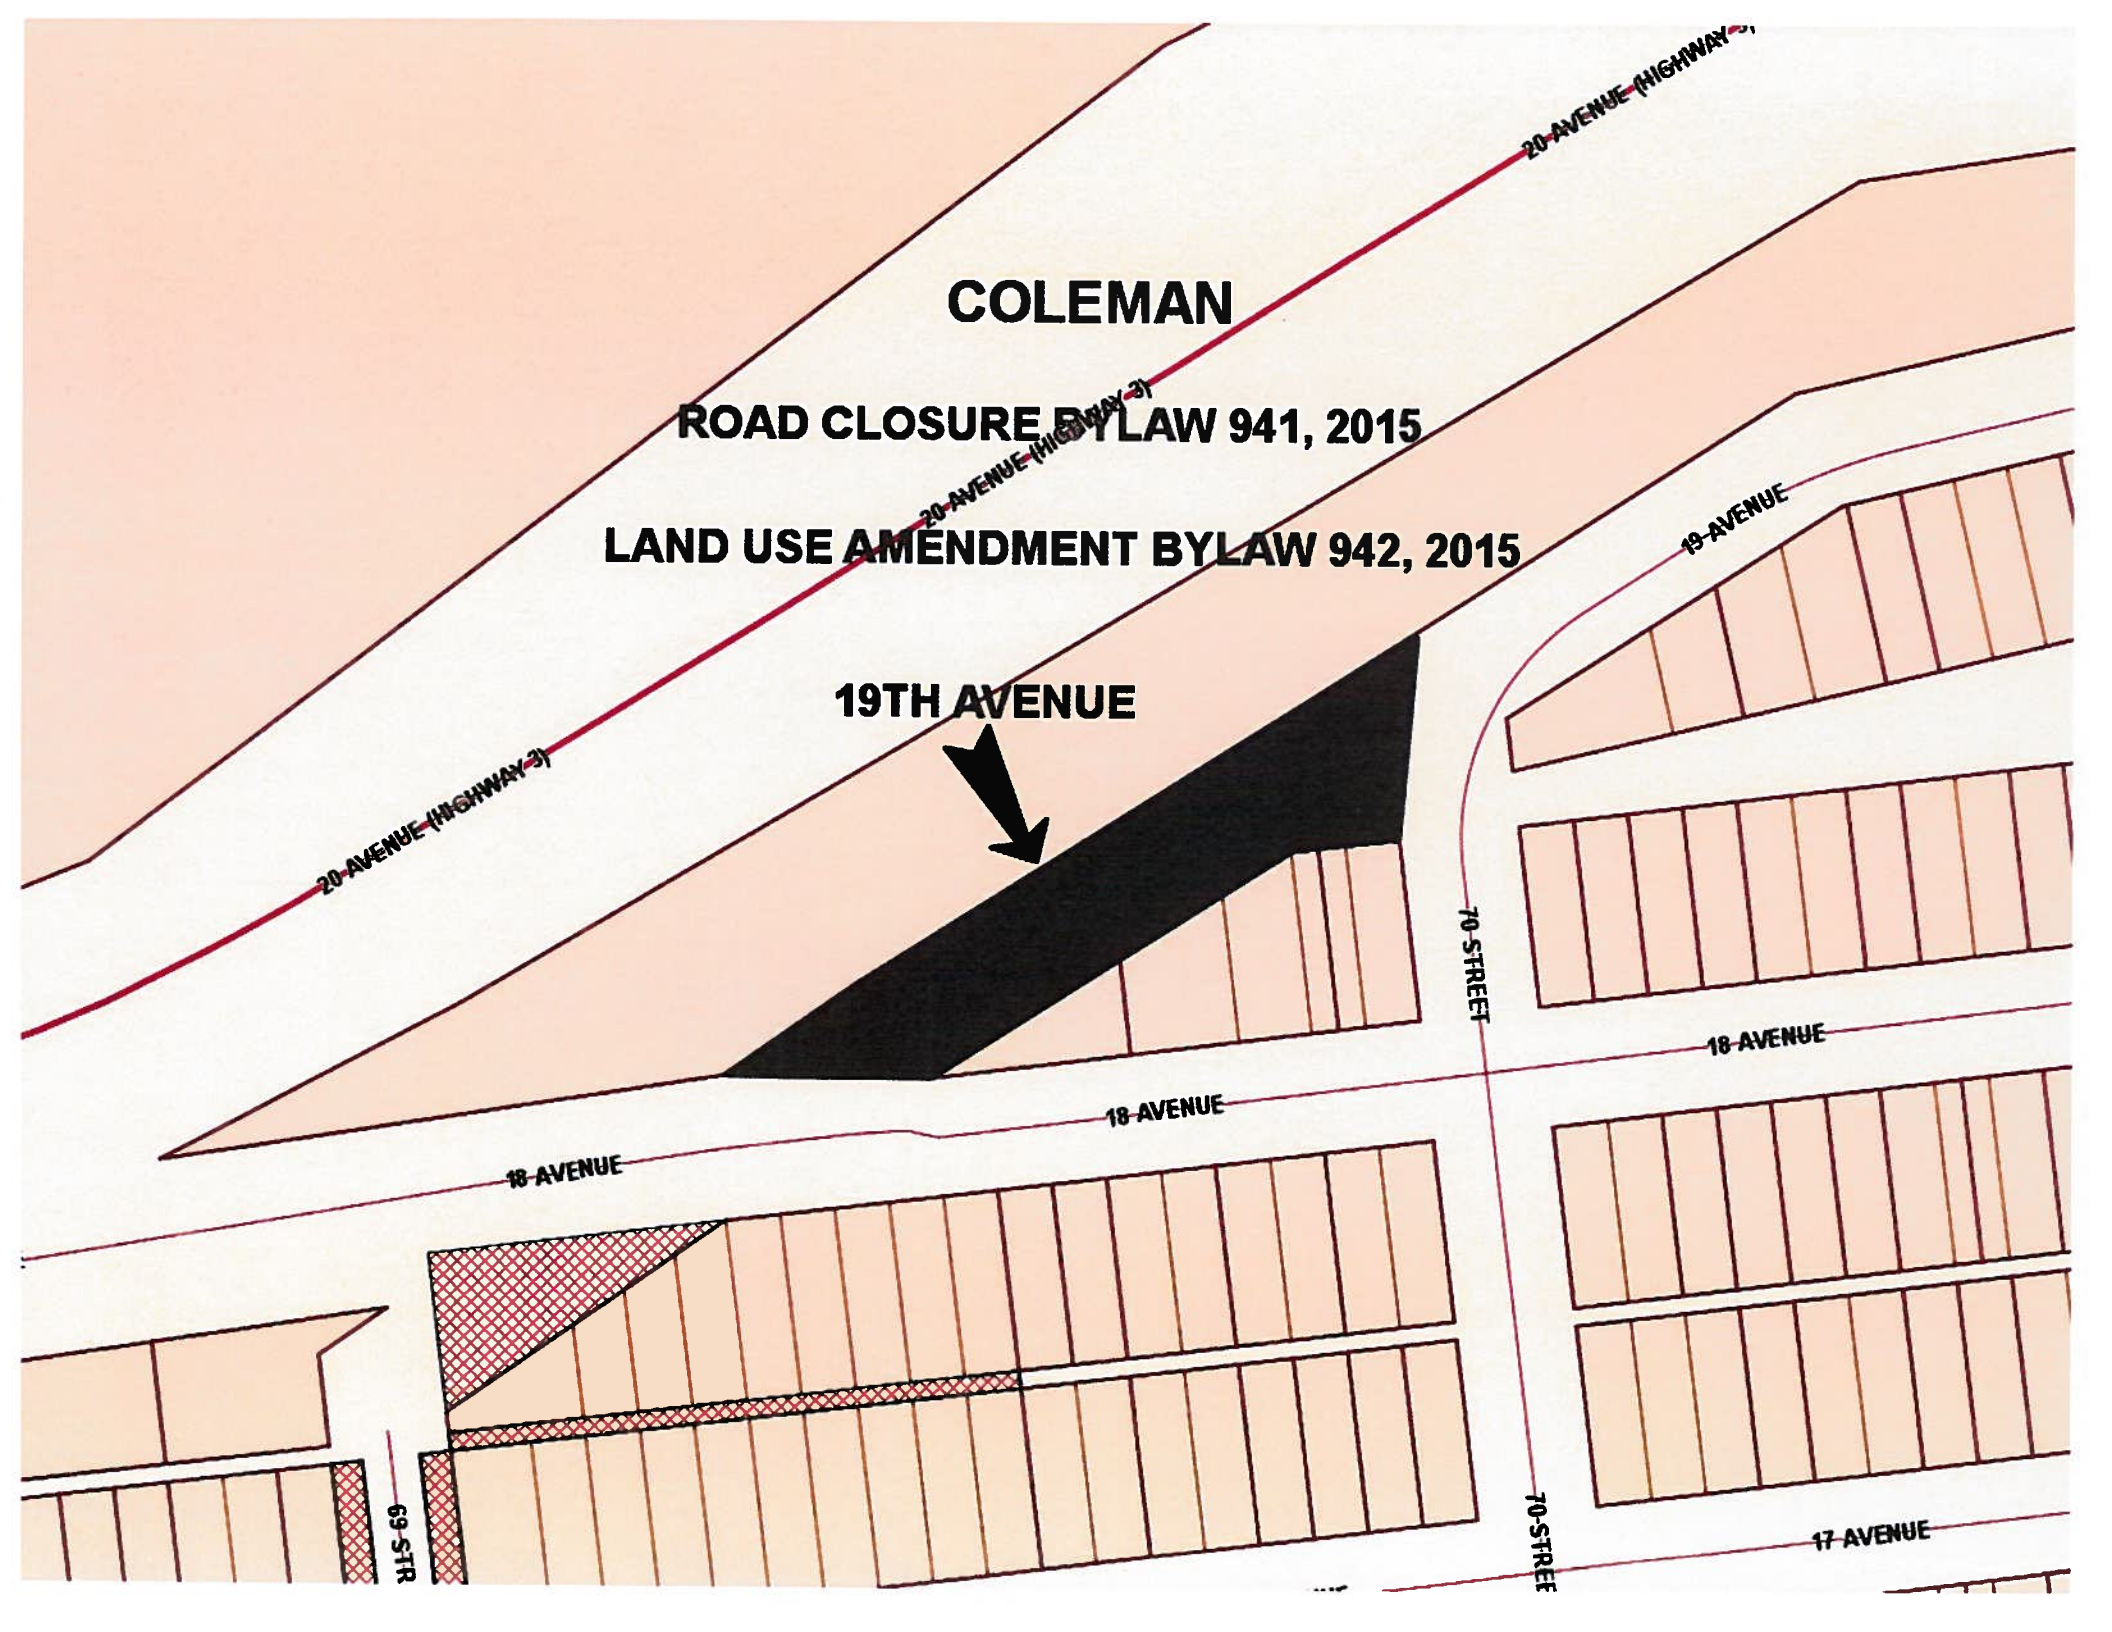 20 AVENUE (HIGHWAY 3)
COLEMAN
20 AVENUE (HIGHWAY 3)
ROAD CLOSURE BYLAW 941, 2015
LAND USE AMENDMENT BYLAW 942, 2015
19 AVENUE
19TH AVENUE
20 AVENUE (HIGHWAY 3)
70 STREET
18 AVENUE
18 AVENUE
18 AVENUE
69 STR
70 STREE
17 AVENUE